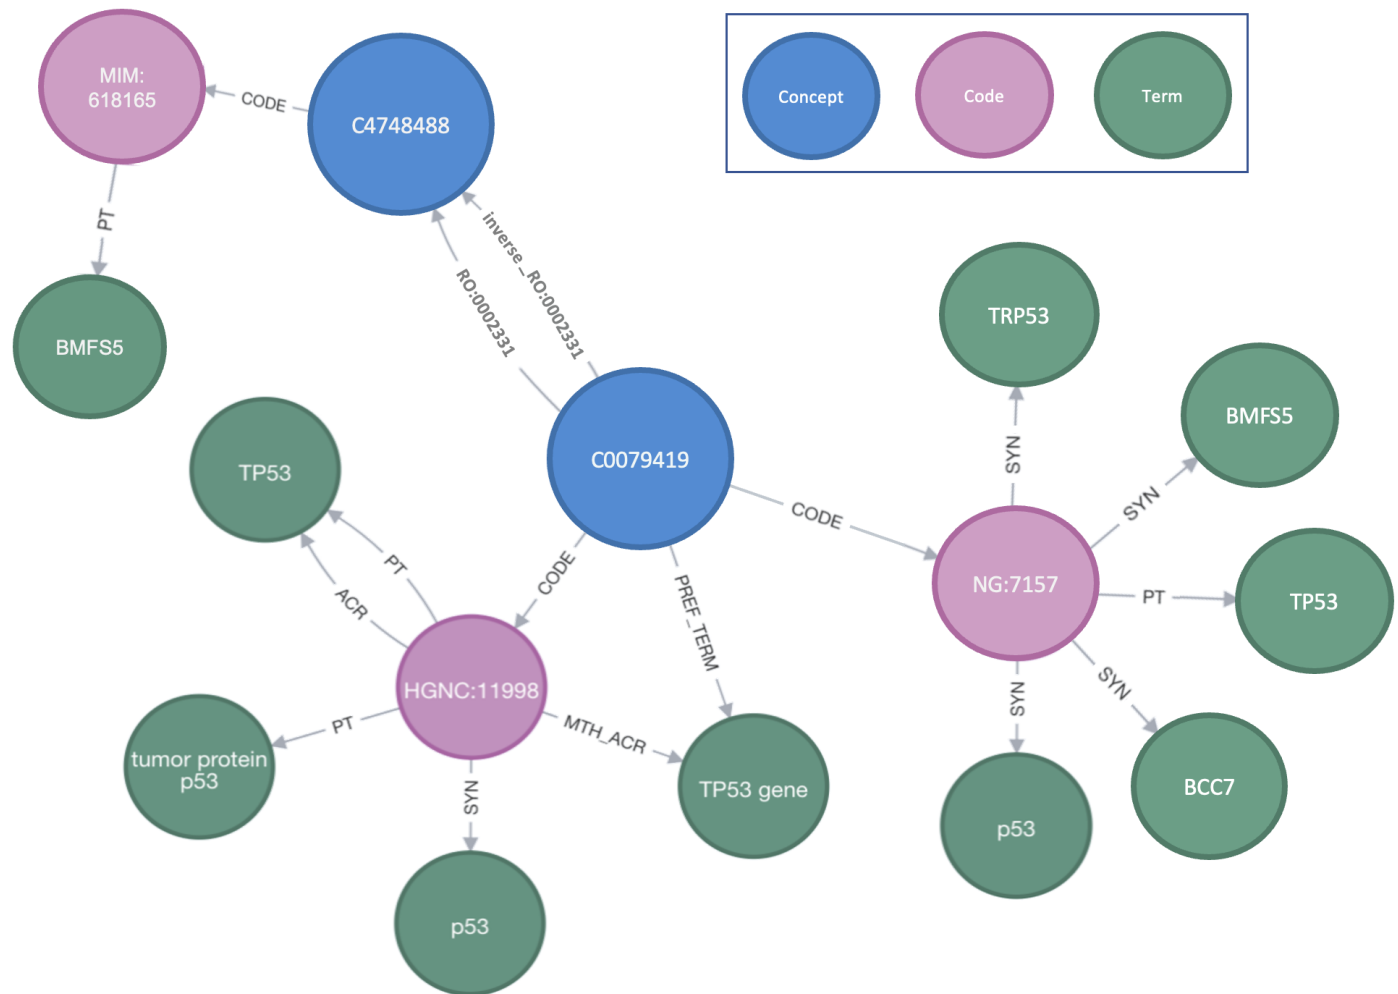 MIM:
618165
CODE
C4748488
Concept
Code
Term
PT
BMFS5
RO:0002331
inverse_RO:0002331
TRP53
BMFS5
SYN
SYN
TP53
C0079419
CODE
PT
ACR
CODE
PREF_TERM
NG:7157
PT
TP53
HGNC:11998
SYN
SYN
PT
MTH_ACR
tumor protein
p53
TP53 gene
BCC7
SYN
p53
p53